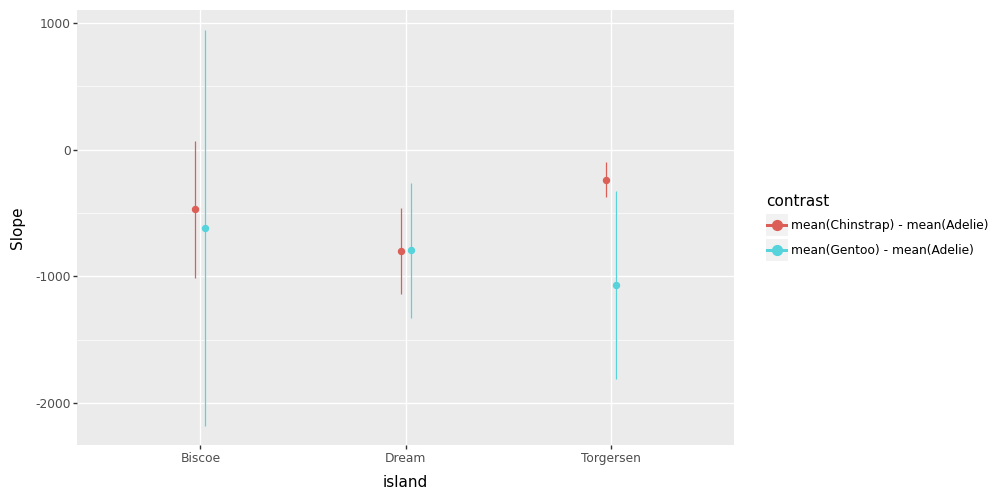 1000
0
-1000
-2000
Slope
Biscoe
Dream
Torgersen
island
contrast
mean(Chinstrap) - mean(Adelie)
mean(Gentoo) - mean(Adelie)